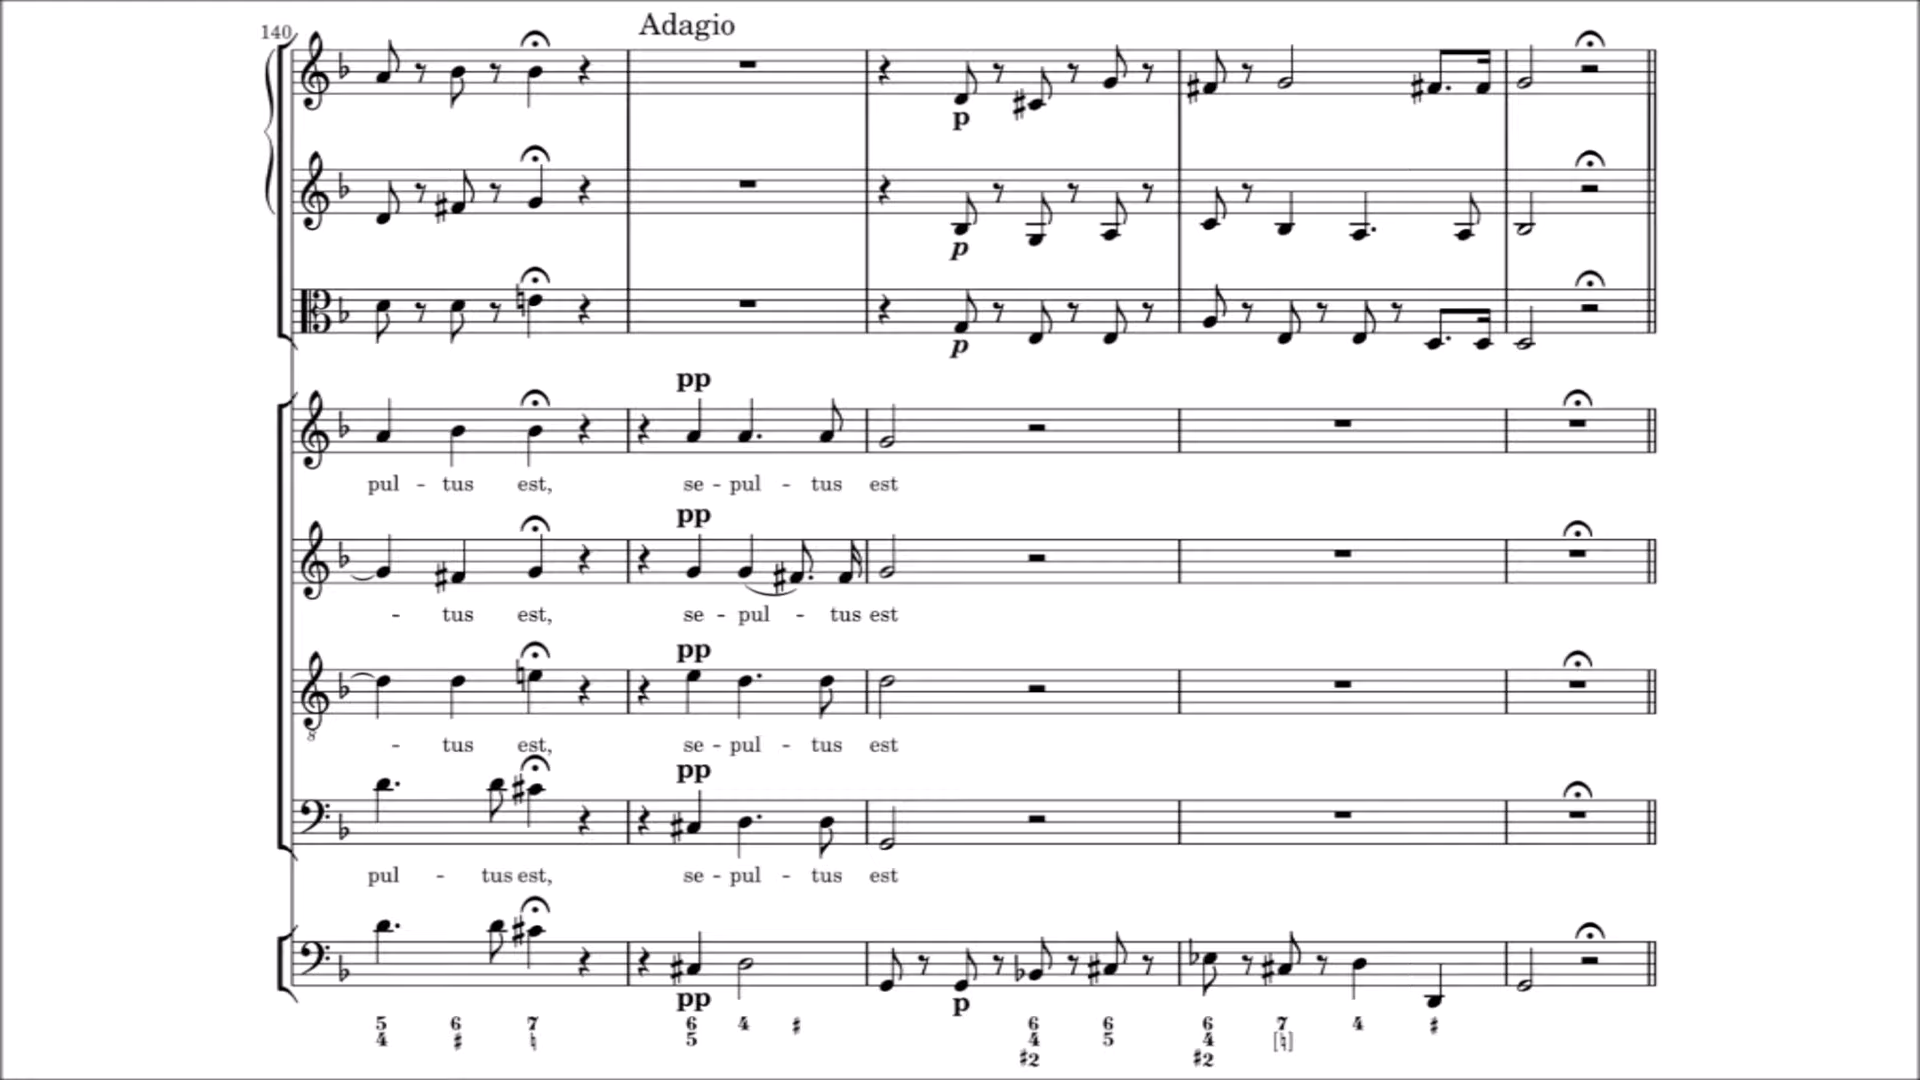 140
Adagio
p
p
p
pp
pul - tus est, se - pul - tus est
pp
- tus est, se - pul - tus est
8
pp
- tus est, se - pul - tus est
pp
pul - tus est, se - pul - tus est
pp p
5 6 7 6 4 ♯ 6 6 6 7 4 ♯
4 ♯ ♮ 5 4 5 4 [♮]
♯2 ♯2